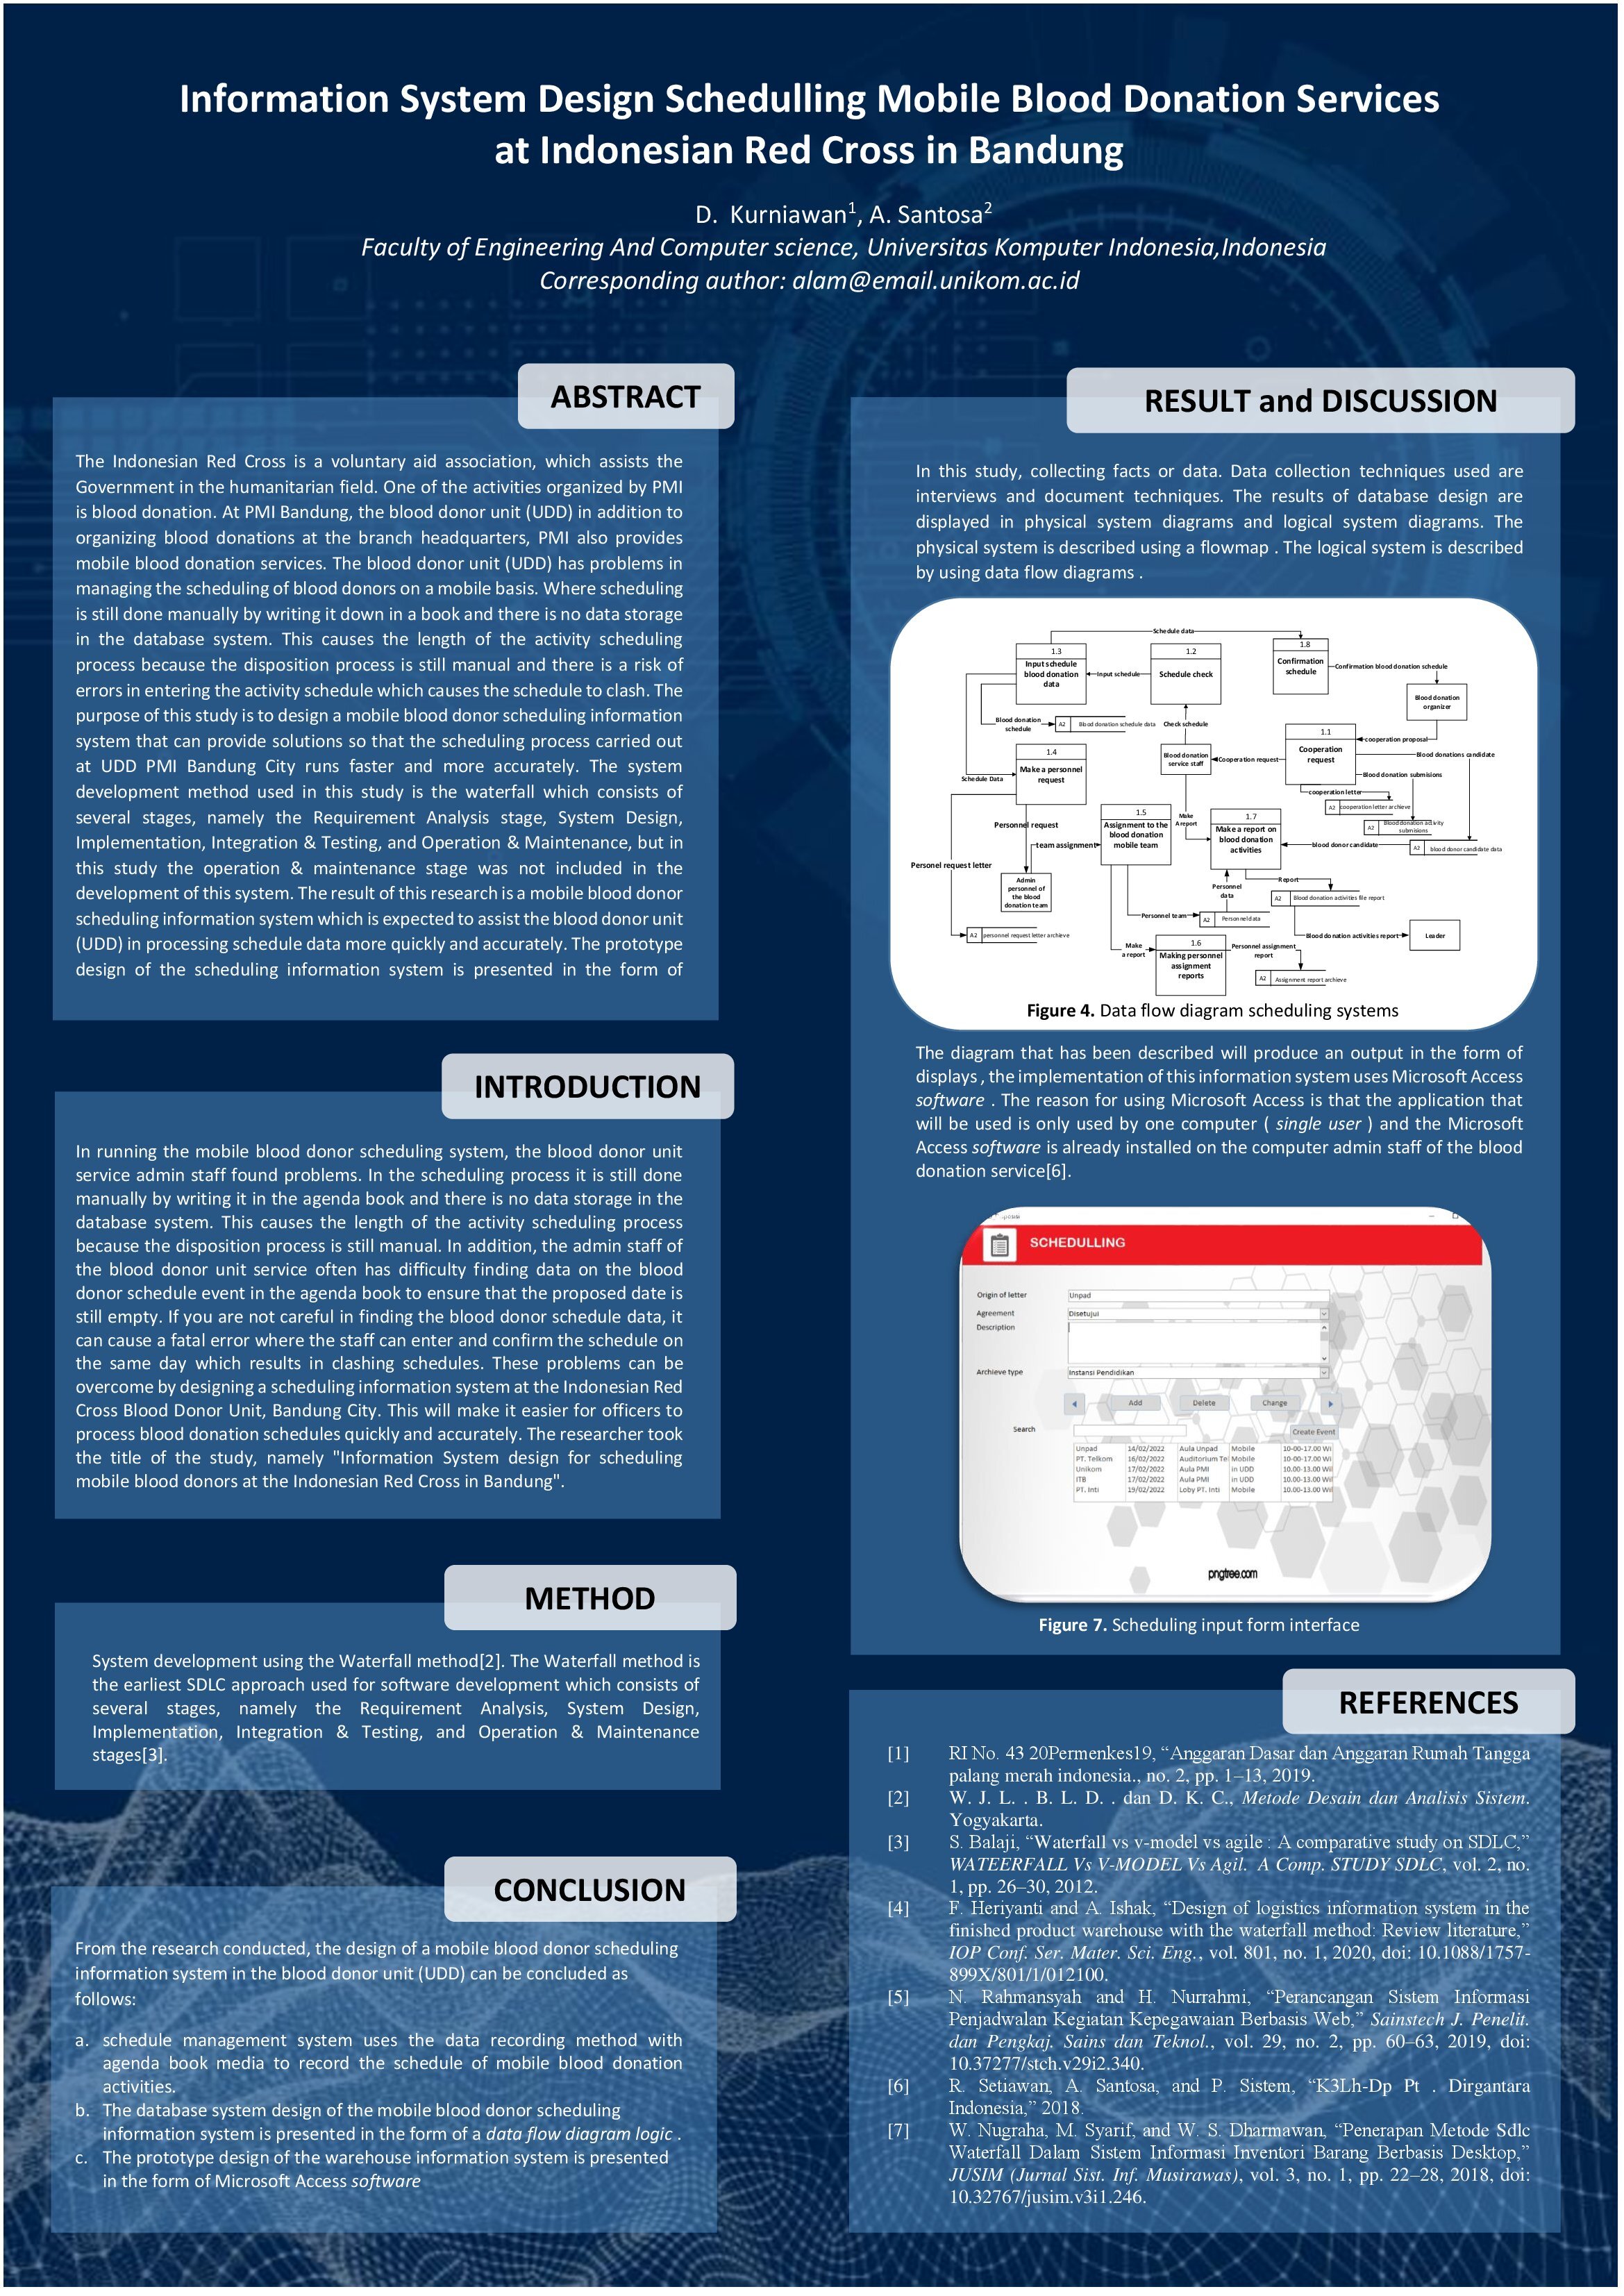 Information System Design Schedulling Mobile Blood Donation Services
at Indonesian Red Cross in Bandung
D. Kurniawan1, A. Santosa2
Faculty of Engineering And Computer science, Universitas Komputer Indonesia,Indonesia
Corresponding author: alam@email.unikom.ac.id
ABSTRACT
The Indonesian Red Cross is a voluntary aid association, which assists the
Government in the humanitarian field. One of the activities organized by PMI
is blood donation. At PMI Bandung, the blood donor unit (UDD) in addition to
organizing blood donations at the branch headquarters, PMI also provides
mobile blood donation services. The blood donor unit (UDD) has problems in
managing the scheduling of blood donors on a mobile basis. Where scheduling
is still done manually by writing it down in a book and there is no data storage
in the database system. This causes the length of the activity scheduling
process because the disposition process is still manual and there is a risk of
errors in entering the activity schedule which causes the schedule to clash. The
purpose of this study is to design a mobile blood donor scheduling information
system that can provide solutions so that the scheduling process carried out
at UDD PMI Bandung City runs faster and more accurately. The system
development method used in this study is the waterfall which consists of
several stages, namely the Requirement Analysis stage, System Design,
Implementation, Integration & Testing, and Operation & Maintenance, but in
this study the operation & maintenance stage was not included in the
development of this system. The result of this research is a mobile blood donor
scheduling information system which is expected to assist the blood donor unit
(UDD) in processing schedule data more quickly and accurately. The prototype
design of the scheduling information system is presented in the form of
INTRODUCTION
In running the mobile blood donor scheduling system, the blood donor unit
service admin staff found problems. In the scheduling process it is still done
manually by writing it in the agenda book and there is no data storage in the
database system. This causes the length of the activity scheduling process
because the disposition process is still manual. In addition, the admin staff of
the blood donor unit service often has difficulty finding data on the blood
donor schedule event in the agenda book to ensure that the proposed date is
still empty. If you are not careful in finding the blood donor schedule data, it
can cause a fatal error where the staff can enter and confirm the schedule on
the same day which results in clashing schedules. These problems can be
overcome by designing a scheduling information system at the Indonesian Red
Cross Blood Donor Unit, Bandung City. This will make it easier for officers to
process blood donation schedules quickly and accurately. The researcher took
the title of the study, namely "Information System design for scheduling
mobile blood donors at the Indonesian Red Cross in Bandung".
METHOD
System development using the Waterfall method[2]. The Waterfall method is
the earliest SDLC approach used for software development which consists of
several stages, namely the Requirement Analysis, System Design,
Implementation, Integration & Testing, and Operation & Maintenance
stages[3].
CONCLUSION
From the research conducted, the design of a mobile blood donor scheduling
information system in the blood donor unit (UDD) can be concluded as
follows:
a. schedule management system uses the data recording method with
agenda book media to record the schedule of mobile blood donation
activities.
b. The database system design of the mobile blood donor scheduling
information system is presented in the form of a data flow diagram logic .
c. The prototype design of the warehouse information system is presented
in the form of Microsoft Access software
RESULT and DISCUSSION
In this study, collecting facts or data. Data collection techniques used are
interviews and document techniques. The results of database design are
displayed in physical system diagrams and logical system diagrams. The
physical system is described using a flowmap . The logical system is described
by using data flow diagrams .
Schedule data
1.3
Input schedule
blood donation
data
Input schedule
1.2
Schedule check
1.8
Confirmation
schedule
Confirmation blood donation schedule
Blood donation
organizer
Blood donation
schedule
A2 Blood donation schedule data
Check schedule
1.1
Cooperation
request
cooperation proposal
Blood donations candidate
Blood donation submisions
1.4
Make a personnel
request
Schedule Data
Blood donation
service staff
Cooperation request
cooperation letter
A2 cooperation letter archieve
A2 Blood donation activity
submisions
Personnel request
1.5
Assignment to the
blood donation
mobile team
Make
A report
1.7
Make a report on
blood donation
activities
blood donor candidate
A2 blood donor candidate data
team assignment
Personel request letter
Admin
personnel of
the blood
donation team
Personnel
data
Report
A2 Blood donation activities file report
Personnel team
A2 Personnel data
A2 personnel request letter archieve
Blood donation activities report
Leader
Make
a report
1.6
Making personnel
assignment
reports
Personnel assignment
report
A2 Assignment report archieve
Figure 4. Data flow diagram scheduling systems
The diagram that has been described will produce an output in the form of
displays , the implementation of this information system uses Microsoft Access
software . The reason for using Microsoft Access is that the application that
will be used is only used by one computer ( single user ) and the Microsoft
Access software is already installed on the computer admin staff of the blood
donation service[6].
SCHEDULLING
Origin of letter Unpad
Agreement Disetujui
Description
Archieve type Instansi Pendidikan
Add Delete Change
Search
Create Event
Unpad 14/02/2022 Aula Unpad Mobile 10-00-17.00 Wi
PT. Telkom 16/02/2022 Auditorium Te Mobile 10-00-17.00 Wi
Unikom 17/02/2022 Aula PMI in UDD 10.00-13.00 Wi
ITB 17/02/2022 Aula PMI in UDD 10.00-13.00 Wi
PT. Inti 19/02/2022 Loby PT. Inti Mobile 10.00-13.00 Wi
pngtree.com
Figure 7. Scheduling input form interface
REFERENCES
[1] RI No. 43 20Permenkes19, “Anggaran Dasar dan Anggaran Rumah Tangga
palang merah indonesia., no. 2, pp. 1–13, 2019.
[2] W. J. L. . B. L. D. . dan D. K. C., Metode Desain dan Analisis Sistem.
Yogyakarta.
[3] S. Balaji, “Waterfall vs v-model vs agile : A comparative study on SDLC,”
WATEERFALL Vs V-MODEL Vs Agil. A Comp. STUDY SDLC, vol. 2, no.
1, pp. 26–30, 2012.
[4] F. Heriyanti and A. Ishak, “Design of logistics information system in the
finished product warehouse with the waterfall method: Review literature,”
IOP Conf. Ser. Mater. Sci. Eng., vol. 801, no. 1, 2020, doi: 10.1088/1757-
899X/801/1/012100.
[5] N. Rahmansyah and H. Nurrahmi, “Perancangan Sistem Informasi
Penjadwalan Kegiatan Kepegawaian Berbasis Web,” Sainstech J. Penelit.
dan Pengkaj. Sains dan Teknol., vol. 29, no. 2, pp. 60–63, 2019, doi:
10.37277/stch.v29i2.340.
[6] R. Setiawan, A. Santosa, and P. Sistem, “K3Lh-Dp Pt . Dirgantara
Indonesia,” 2018.
[7] W. Nugraha, M. Syarif, and W. S. Dharmawan, “Penerapan Metode Sdlc
Waterfall Dalam Sistem Informasi Inventori Barang Berbasis Desktop,”
JUSIM (Jurnal Sist. Inf. Musirawas), vol. 3, no. 1, pp. 22–28, 2018, doi:
10.32767/jusim.v3i1.246.